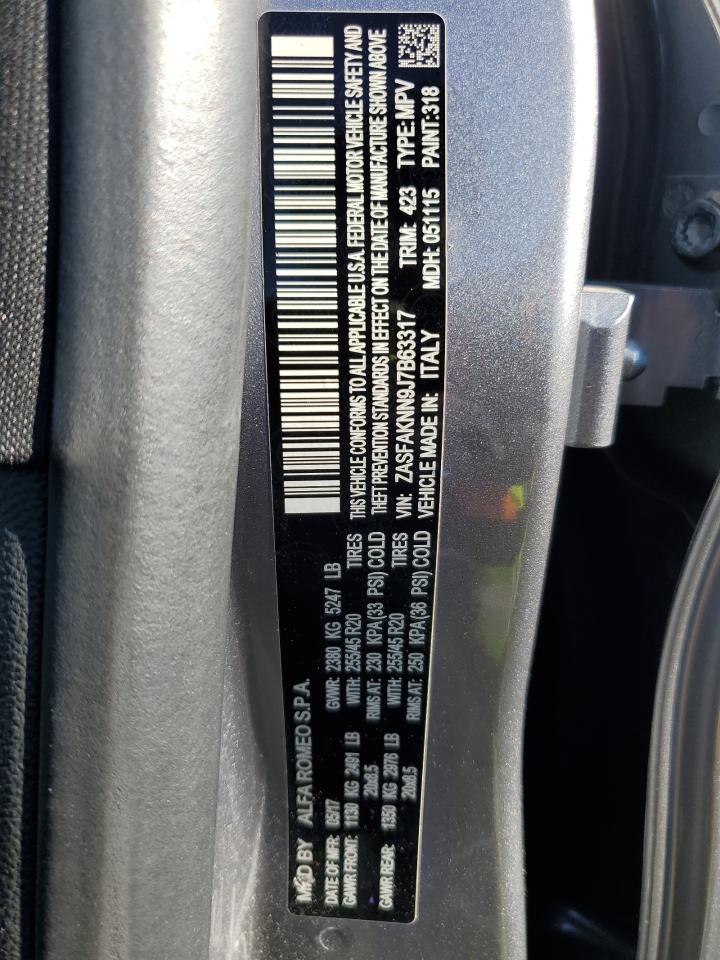 MFD BY ALFA ROMEO S.P.A.
DATE OF MFR: 05/17 GVWR: 2380 KG 5247 LB
GAWR FRONT: 1130 KG 2491 LB WITH: 255/45 R20 TIRES
20x8.5 RIMS AT: 230 KPA(33 PSI) COLD
GAWR REAR: 1350 KG 2976 LB WITH: 255/45 R20 TIRES
20x8.5 RIMS AT: 250 KPA(36 PSI) COLD
THIS VEHICLE CONFORMS TO ALL APPLICABLE U.S.A. FEDERAL MOTOR VEHICLE SAFETY AND
THEFT PREVENTION STANDARDS IN EFFECT ON THE DATE OF MANUFACTURE SHOWN ABOVE
VIN: ZASFAKNN9J7B63317 TRIM: 423 TYPE: MPV
VEHICLE MADE IN: ITALY MDH: 051115 PAINT: 318